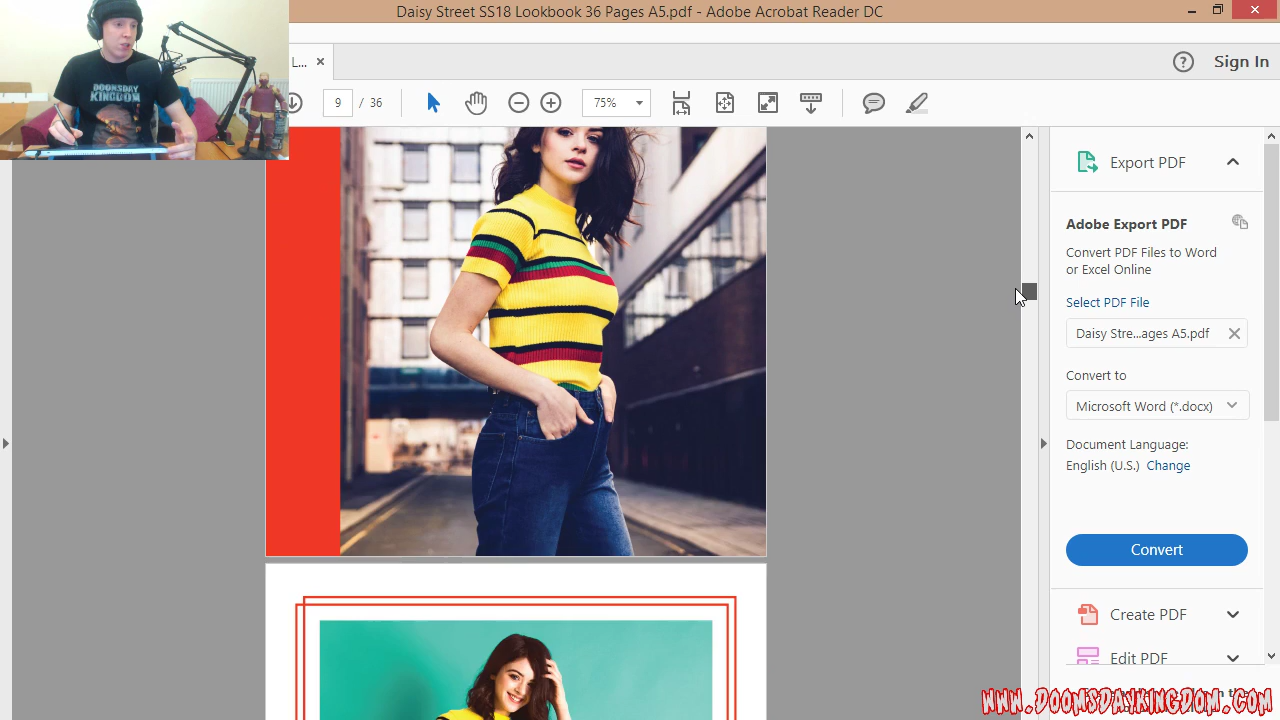 Daisy Street SS18 Lookbook 36 Pages A5.pdf - Adobe Acrobat Reader DC
L...
Sign In
9 / 36
75%
DOOMSDAY
KINGDOM
Export PDF
Adobe Export PDF
Convert PDF Files to Word
or Excel Online
Select PDF File
Daisy Stre...ages A5.pdf
Convert to
Microsoft Word (*.docx)
Document Language:
English (U.S.) Change
Convert
Create PDF
Edit PDF
www.DOOMSDAYKINGDOM.COM